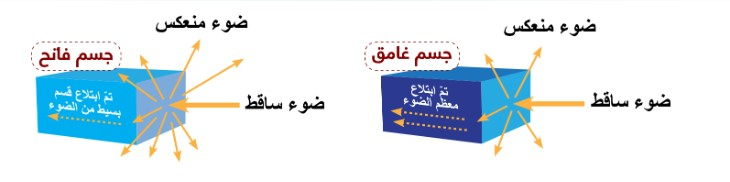 ضوء منعكس
جسم غامق
تمّ ابتلاع
معظم الضوء
ضوء ساقط
ضوء منعكس
جسم فاتح
تمّ ابتلاع قسم
بسيط من الضوء
ضوء ساقط